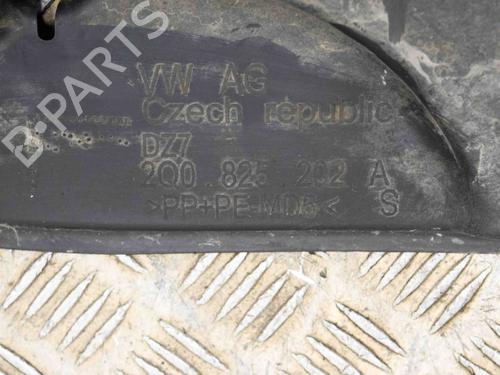 B-PARTS
VW AG
Czech republic
DZ7
2Q0 825 202 A
>PP+PE-MD5< S